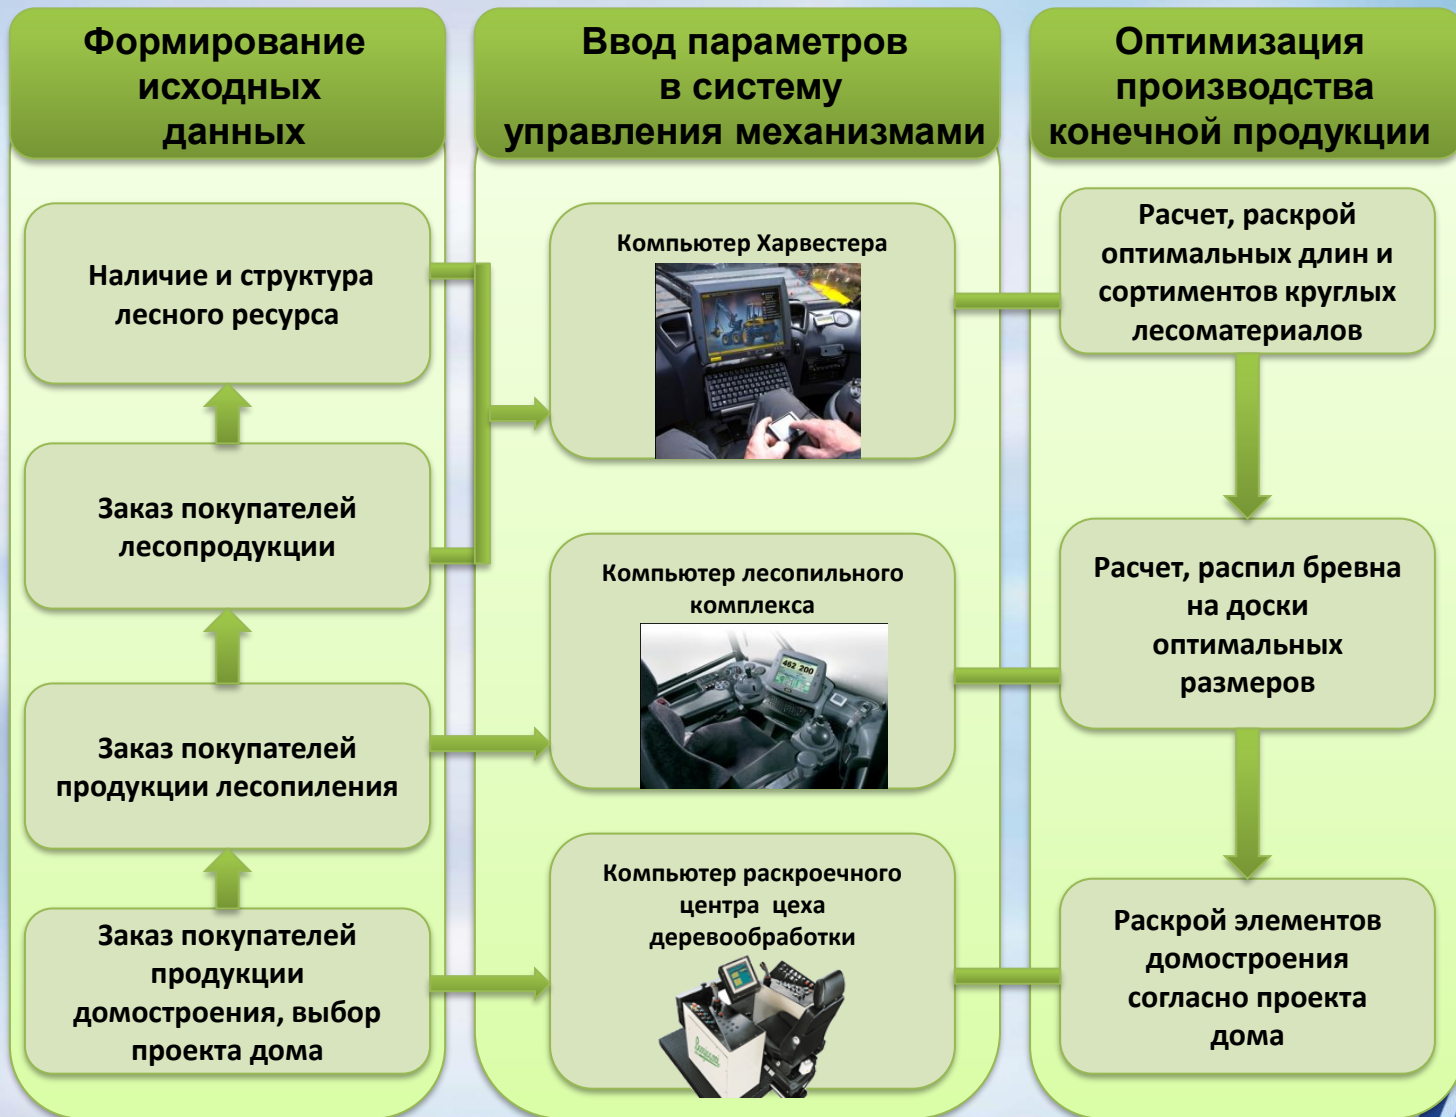 Формирование
исходных
данных
Наличие и структура
лесного ресурса
Заказ покупателей
лесопродукции
Заказ покупателей
продукции лесопиления
Заказ покупателей
продукции
домостроения, выбор
проекта дома
Ввод параметров
в систему
управления механизмами
Компьютер Харвестера
Компьютер лесопильного
комплекса
462 200
Компьютер раскроечного
центра цеха
деревообработки
Оптимизация
производства
конечной продукции
Расчет, раскрой
оптимальных длин и
сортиментов круглых
лесоматериалов
Расчет, распил бревна
на доски
оптимальных
размеров
Раскрой элементов
домостроения
согласно проекта
дома